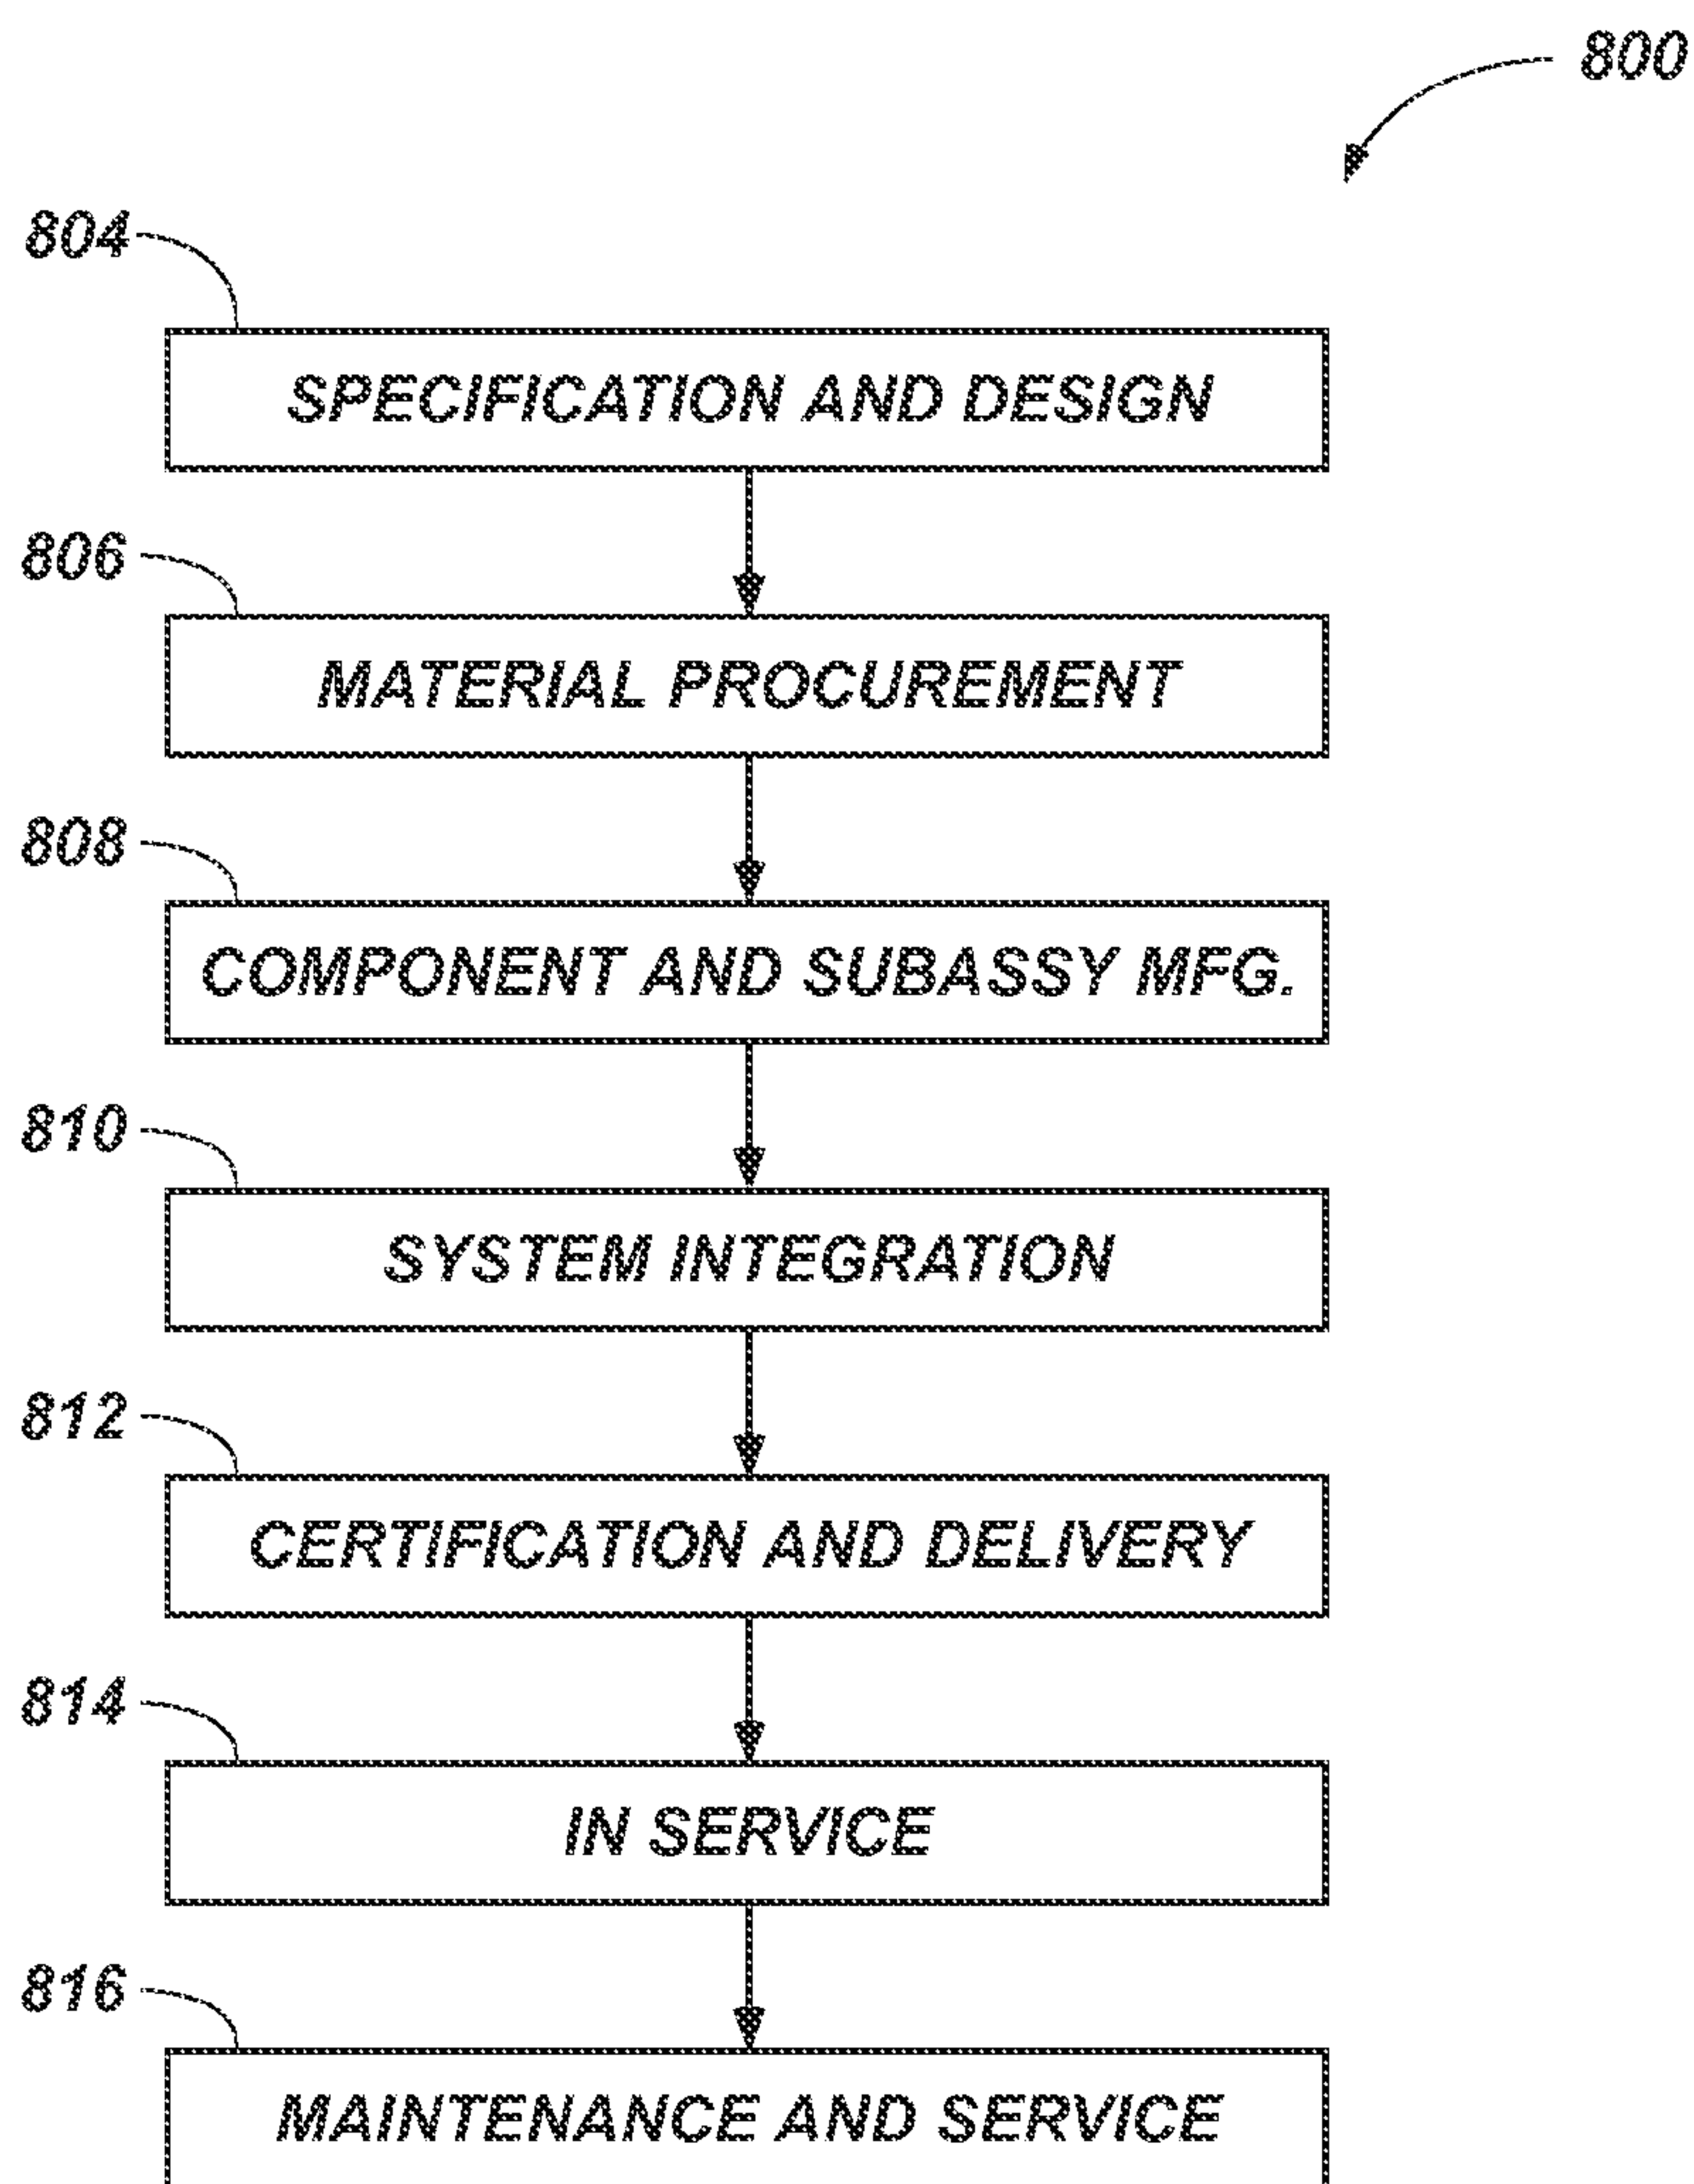 800
804
SPECIFICATION AND DESIGN
806
MATERIAL PROCUREMENT
808
COMPONENT AND SUBASSY MFG.
810
SYSTEM INTEGRATION
812
CERTIFICATION AND DELIVERY
814
IN SERVICE
816
MAINTENANCE AND SERVICE